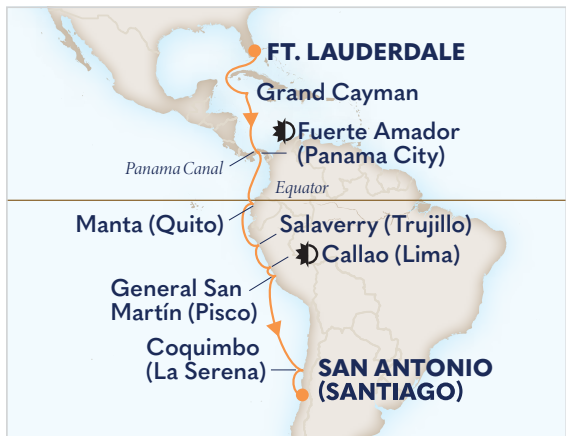 FT. LAUDERDALE
Grand Cayman
Fuerte Amador
(Panama City)
Panama Canal
Equator
Manta (Quito)
Salaverry (Trujillo)
Callao (Lima)
General San
Martín (Pisco)
Coquimbo
(La Serena)
SAN ANTONIO
(SANTIAGO)